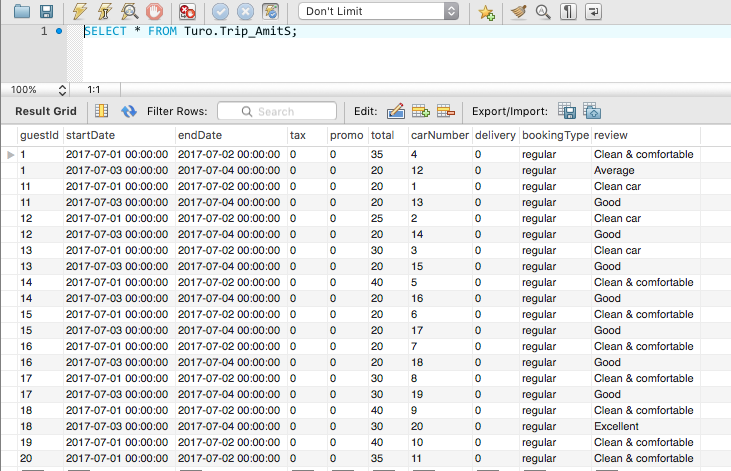 Don't Limit
1 SELECT * FROM Turo.Trip_AmitS;
100% 1:1
Result Grid Filter Rows: Search Edit: Export/Import:
guestId startDate endDate tax promo total carNumber delivery bookingType review
1 2017-07-01 00:00:00 2017-07-02 00:00:00 0 0 35 4 0 regular Clean & comfortable
1 2017-07-03 00:00:00 2017-07-04 00:00:00 0 0 20 12 0 regular Average
11 2017-07-01 00:00:00 2017-07-02 00:00:00 0 0 20 1 0 regular Clean car
11 2017-07-03 00:00:00 2017-07-04 00:00:00 0 0 20 13 0 regular Good
12 2017-07-01 00:00:00 2017-07-02 00:00:00 0 0 25 2 0 regular Clean car
12 2017-07-03 00:00:00 2017-07-04 00:00:00 0 0 20 14 0 regular Good
13 2017-07-01 00:00:00 2017-07-02 00:00:00 0 0 30 3 0 regular Clean car
13 2017-07-03 00:00:00 2017-07-04 00:00:00 0 0 20 15 0 regular Good
14 2017-07-01 00:00:00 2017-07-02 00:00:00 0 0 40 5 0 regular Clean & comfortable
14 2017-07-03 00:00:00 2017-07-04 00:00:00 0 0 20 16 0 regular Good
15 2017-07-01 00:00:00 2017-07-02 00:00:00 0 0 20 6 0 regular Clean & comfortable
15 2017-07-03 00:00:00 2017-07-04 00:00:00 0 0 20 17 0 regular Good
16 2017-07-01 00:00:00 2017-07-02 00:00:00 0 0 20 7 0 regular Clean & comfortable
16 2017-07-03 00:00:00 2017-07-04 00:00:00 0 0 20 18 0 regular Good
17 2017-07-01 00:00:00 2017-07-02 00:00:00 0 0 30 8 0 regular Clean & comfortable
17 2017-07-03 00:00:00 2017-07-04 00:00:00 0 0 30 19 0 regular Good
18 2017-07-01 00:00:00 2017-07-02 00:00:00 0 0 40 9 0 regular Clean & comfortable
18 2017-07-03 00:00:00 2017-07-04 00:00:00 0 0 30 20 0 regular Excellent
19 2017-07-01 00:00:00 2017-07-02 00:00:00 0 0 40 10 0 regular Clean & comfortable
20 2017-07-01 00:00:00 2017-07-02 00:00:00 0 0 35 11 0 regular Clean & comfortable